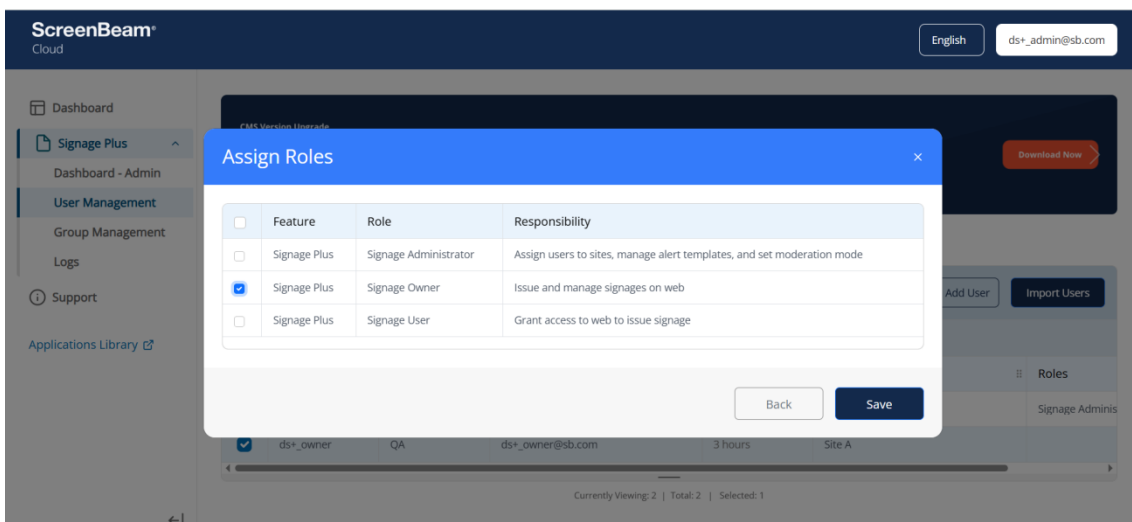 ScreenBeam®
Cloud
English
ds+_admin@sb.com
Dashboard
Signage Plus
Dashboard - Admin
User Management
Group Management
Logs
Support
Applications Library
CMS Version Upgrade
Download Now
Assign Roles
×
Feature Role Responsibility
Signage Plus Signage Administrator Assign users to sites, manage alert templates, and set moderation mode
Signage Plus Signage Owner Issue and manage signages on web
Signage Plus Signage User Grant access to web to issue signage
Back
Save
Add User
Import Users
Roles
Signage Adminis
ds+_owner QA ds+_owner@sb.com 3 hours Site A
Currently Viewing: 2 | Total: 2 | Selected: 1